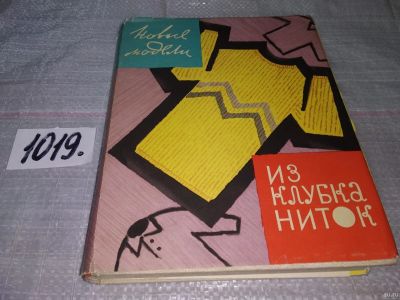 Новые
модели
1019.
ИЗ
КЛУБКА
НИТОК